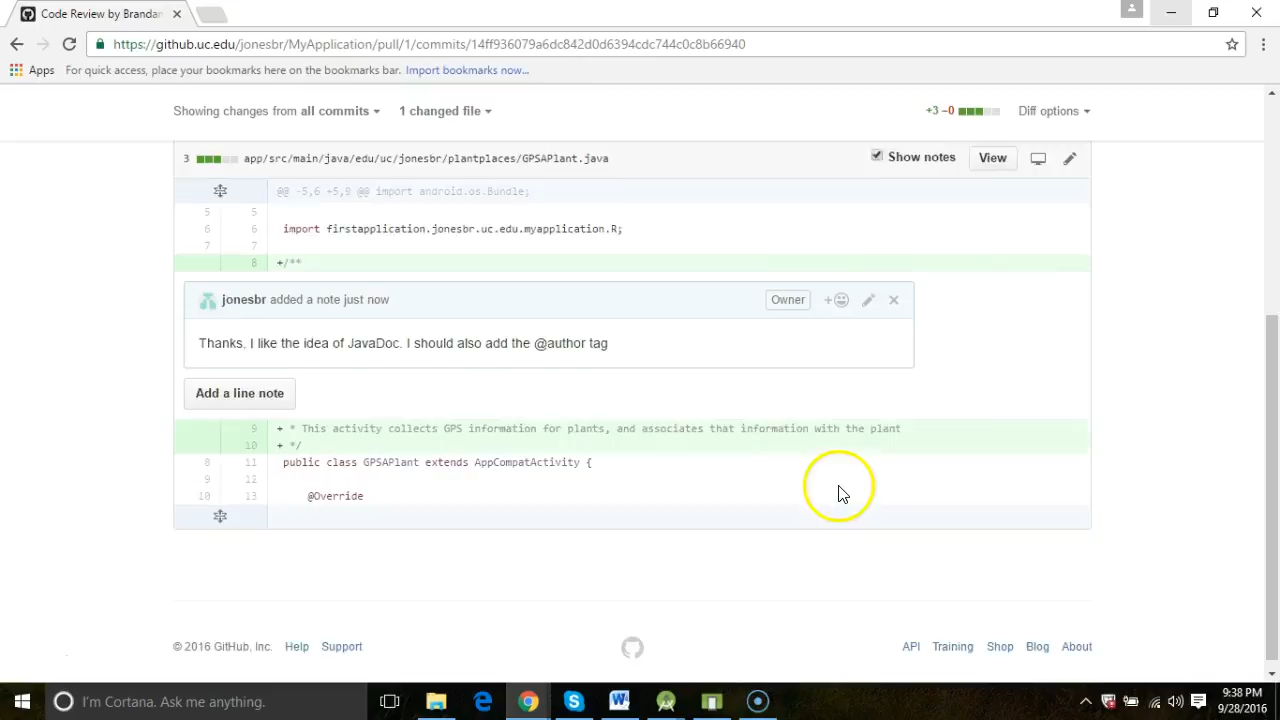 Code Review by Brandan
https://github.uc.edu/jonesbr/MyApplication/pull/1/commits/14ff936079a6dc842d0d6394cdc744c0c8b66940
Apps For quick access, place your bookmarks here on the bookmarks bar. Import bookmarks now...
Showing changes from all commits 1 changed file +3 −0 Diff options
3 app/src/main/java/edu/uc/jonesbr/plantplaces/GPSAPlant.java Show notes View
@@ -5,6 +5,9 @@ import android.os.Bundle;
5 5
6 6 import firstapplication.jonesbr.uc.edu.myapplication.R;
7 7
8 +/**
jonesbr added a note just now Owner
Thanks, I like the idea of JavaDoc. I should also add the @author tag
Add a line note
9 + * This activity collects GPS information for plants, and associates that information with the plant
10 + */
8 11 public class GPSAPlant extends AppCompatActivity {
9 12
10 13 @Override
© 2016 GitHub, Inc. Help Support API Training Shop Blog About
I'm Cortana. Ask me anything.
9:38 PM
9/28/2016